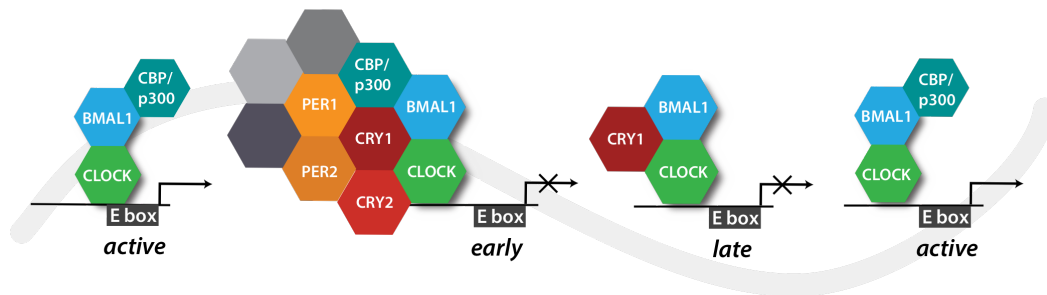 CBP/
p300
BMAL1
CLOCK
E box
active
CBP/
p300
PER1
BMAL1
CRY1
PER2
CLOCK
CRY2
E box
early
BMAL1
CRY1
CLOCK
E box
late
CBP/
p300
BMAL1
CLOCK
E box
active